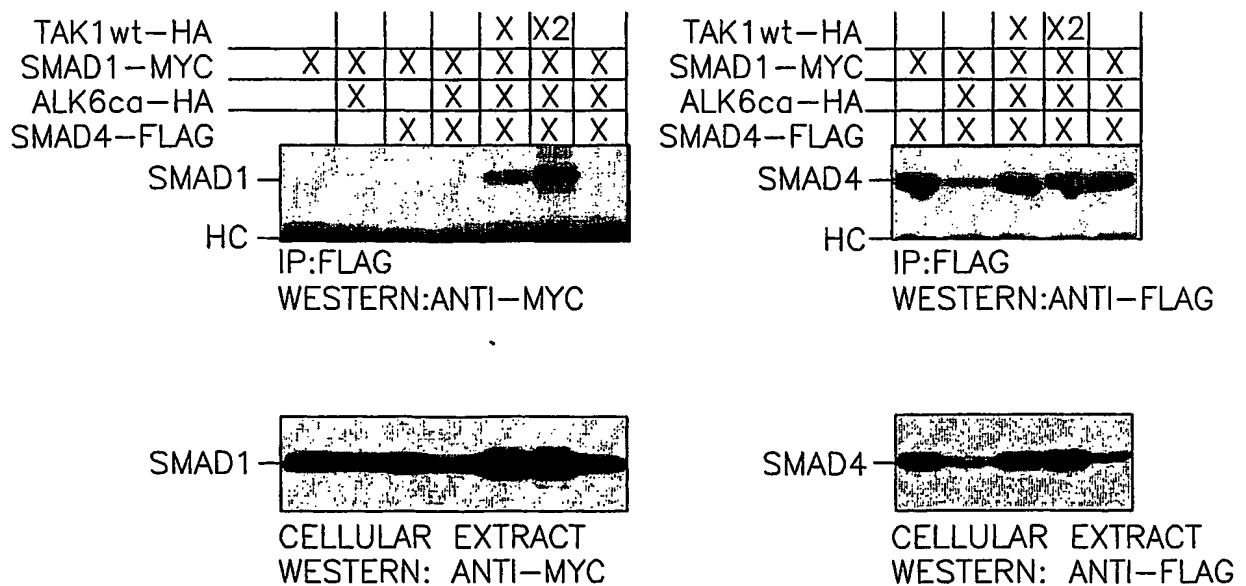 TAK1wt-HA X X2
SMAD1-MYC X X X X X X X
ALK6ca-HA X X X X X
SMAD4-FLAG X X X X X
SMAD1
HC
IP:FLAG
WESTERN:ANTI-MYC
TAK1wt-HA X X2
SMAD1-MYC X X X X X
ALK6ca-HA X X X X
SMAD4-FLAG X X X X X
SMAD4
HC
IP:FLAG
WESTERN:ANTI-FLAG
SMAD1
CELLULAR EXTRACT
WESTERN: ANTI-MYC
SMAD4
CELLULAR EXTRACT
WESTERN: ANTI-FLAG